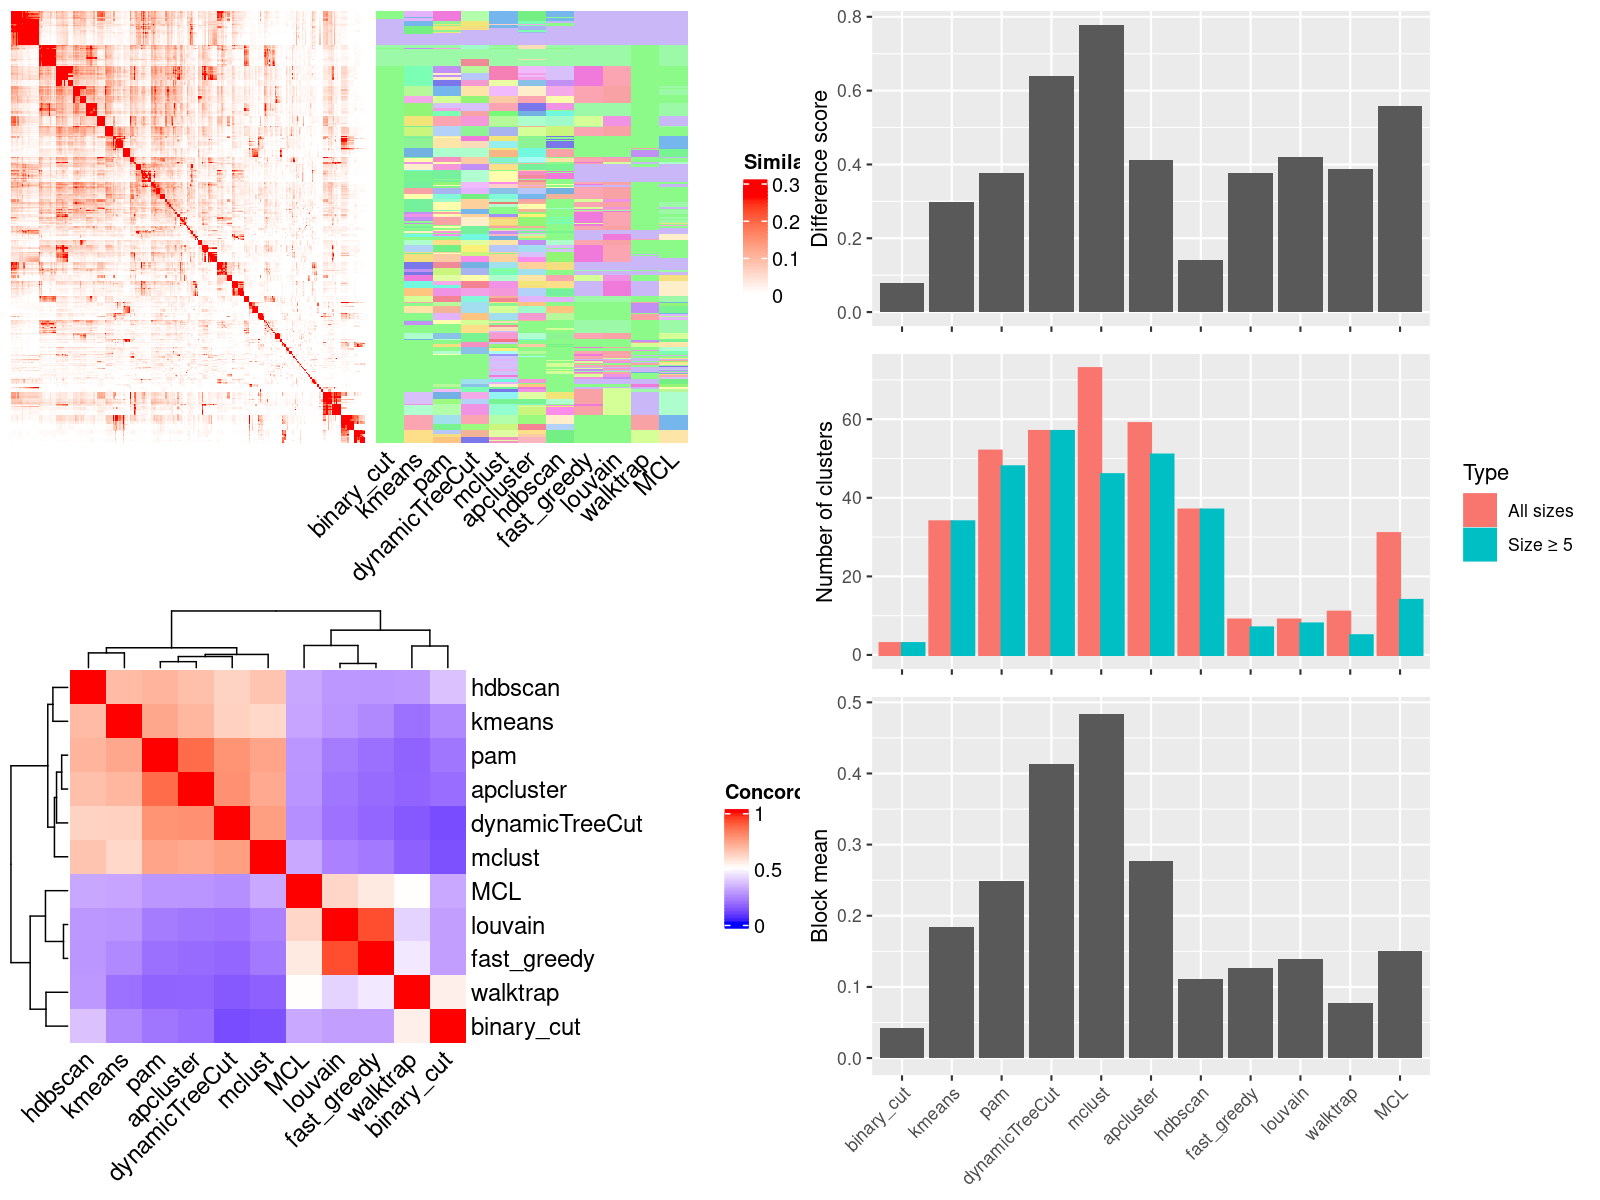 Simila
0.3
0.2
0.1
0
binary_cut
kmeans
pam
dynamicTreeCut
mclust
apcluster
hdbscan
fast_greedy
louvain
walktrap
MCL
hdbscan
kmeans
pam
apcluster
dynamicTreeCut
mclust
MCL
louvain
fast_greedy
walktrap
binary_cut
Concord
1
0.5
0
hdbscan
kmeans
pam
apcluster
dynamicTreeCut
mclust
MCL
louvain
fast_greedy
walktrap
binary_cut
Difference score
0.8
0.6
0.4
0.2
0.0
Number of clusters
60
40
20
0
Type
All sizes
Size ≥ 5
Block mean
0.5
0.4
0.3
0.2
0.1
0.0
binary_cut
kmeans
pam
dynamicTreeCut
mclust
apcluster
hdbscan
fast_greedy
louvain
walktrap
MCL